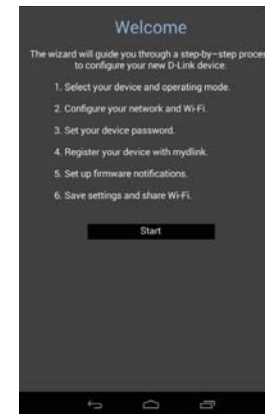 Welcome
The wizard will guide you through a step-by-step proces
to configure your new D-Link device.
1. Select your device and operating mode.
2. Configure your network and Wi-Fi.
3. Set your device password.
4. Register your device with mydlink.
5. Set up firmware notifications.
6. Save settings and share Wi-Fi.
Start